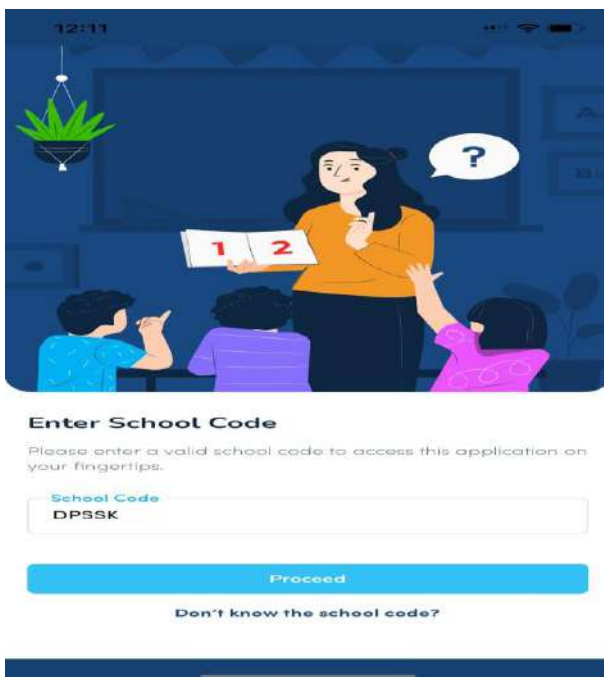 12:11
?
1 2
Enter School Code
Please enter a valid school code to access this application on
your fingertips.
School Code
DPSSK
Proceed
Don't know the school code?